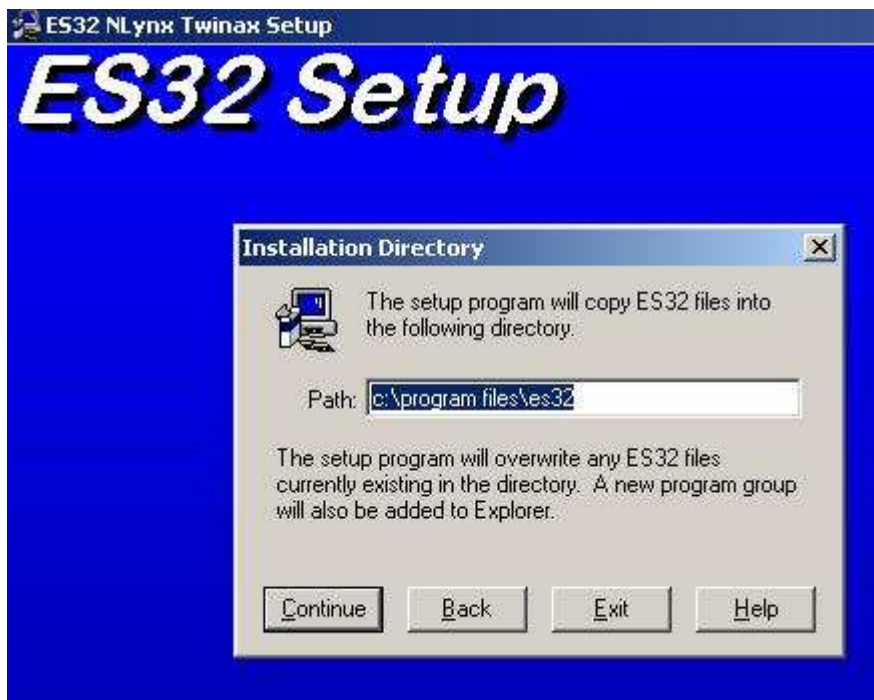 ES32 NLynx Twinax Setup
ES32 Setup
Installation Directory
The setup program will copy ES32 files into
the following directory.
Path: c:\program files\es32
The setup program will overwrite any ES32 files
currently existing in the directory. A new program group
will also be added to Explorer.
Continue Back Exit Help